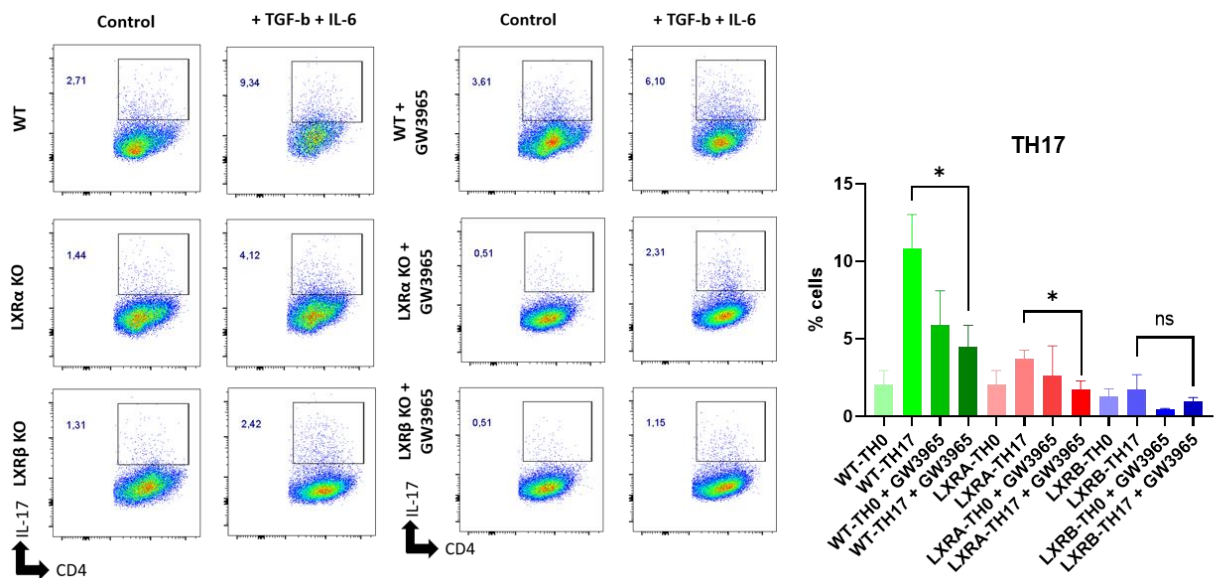 Control
+ TGF-b + IL-6
Control
+ TGF-b + IL-6
WT
2,71
9,34
WT +
GW3965
3,61
6,10
LXRα KO
1,44
4,12
LXRα KO +
GW3965
0,51
2,31
LXRβ KO
1,31
2,42
LXRβ KO +
GW3965
0,51
1,15
IL-17
CD4
IL-17
CD4
TH17
% cells
15
10
5
0
*
*
ns
WT-TH0
WT-TH17
WT-TH0 + GW3965
WT-TH17 + GW3965
LXRA-TH0
LXRA-TH17
LXRA-TH0 + GW3965
LXRA-TH17 + GW3965
LXRB-TH0
LXRB-TH17
LXRB-TH0 + GW3965
LXRB-TH17 + GW3965